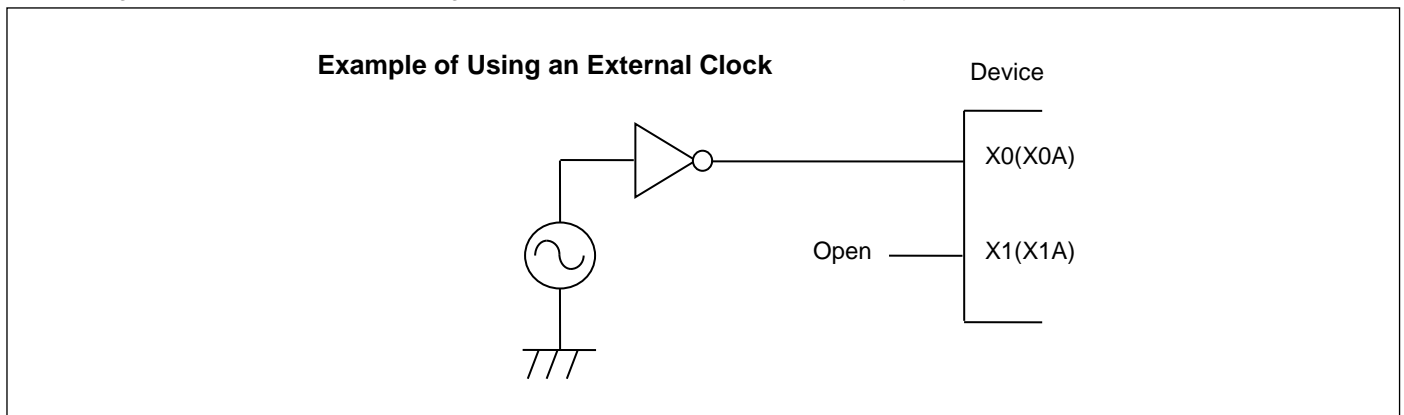 Example of Using an External Clock
Device
X0(X0A)
Open
X1(X1A)